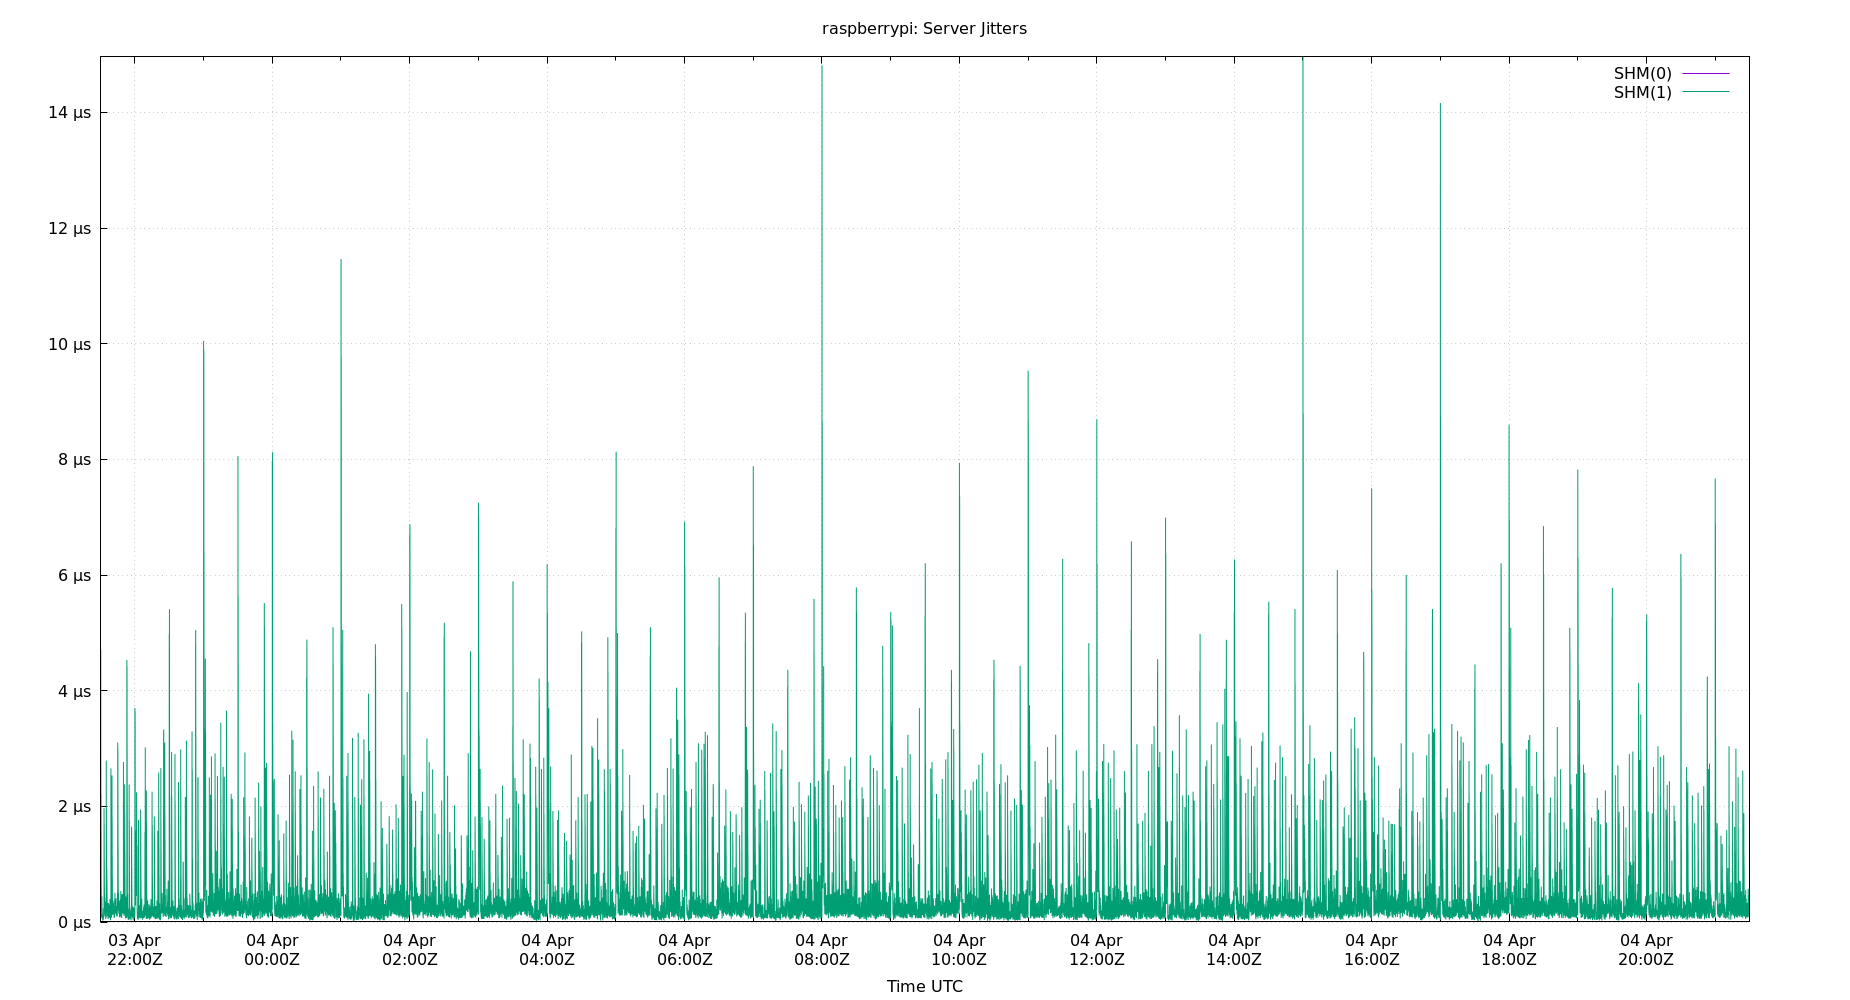 raspberrypi: Server Jitters
SHM(0)
SHM(1)
14 µs
12 µs
10 µs
8 µs
6 µs
4 µs
2 µs
0 µs
03 Apr 04 Apr 04 Apr 04 Apr 04 Apr 04 Apr 04 Apr 04 Apr 04 Apr 04 Apr 04 Apr 04 Apr
22:00Z 00:00Z 02:00Z 04:00Z 06:00Z 08:00Z 10:00Z 12:00Z 14:00Z 16:00Z 18:00Z 20:00Z
Time UTC